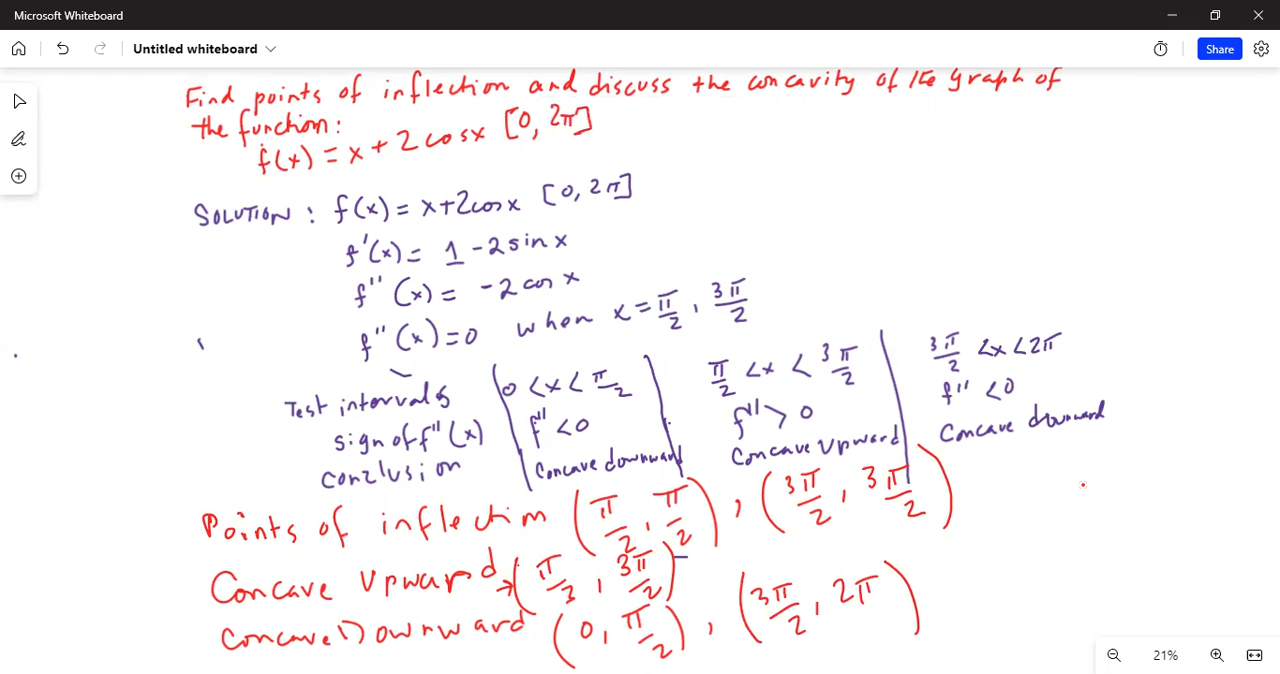 Microsoft Whiteboard
Untitled whiteboard
Share
Find points of inflection and discuss the concavity of the graph of
the function:
f(x) = x + 2 cosx [0, 2π]
SOLUTION : f(x) = x+2cosx [0, 2π]
f'(x) = 1 -2 sin x
f''(x) = -2 cos x
f''(x) = 0 when x = π/2, 3π/2
Test intervals 0 < x < π/2 π/2 < x < 3π/2 3π/2 < x < 2π
sign of f''(x) f'' < 0 f'' > 0 f'' < 0
conclusion Concave downward Concave Upward Concave downward
Points of inflection (π/2, π/2), (3π/2, 3π/2)
Concave Upward → (π/3, 3π/2)
Concave Downward (0, π/2), (3π/2, 2π)
21%